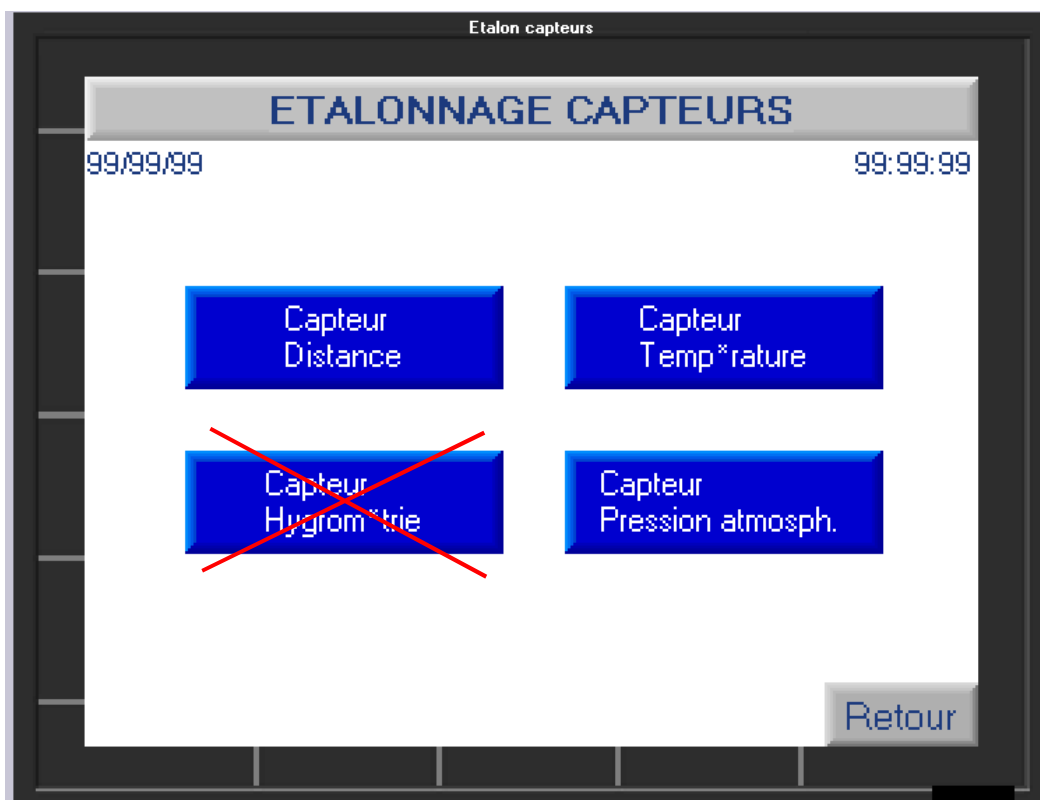 Etalon capteurs
ETALONNAGE CAPTEURS
99/99/99
99:99:99
Capteur
Distance
Capteur
Temp*rature
Capteur
Hygrom*trie
Capteur
Pression atmosph.
Retour